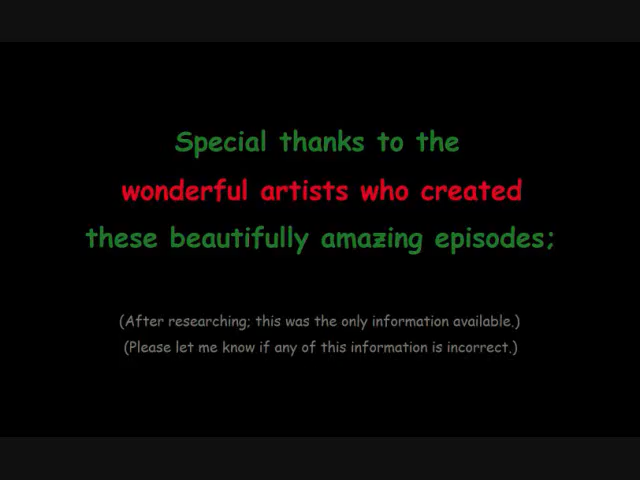 Special thanks to the
wonderful artists who created
these beautifully amazing episodes;
(After researching; this was the only information available.)
(Please let me know if any of this information is incorrect.)